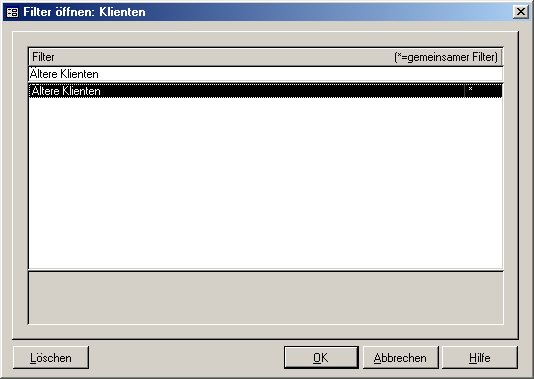 Filter öffnen: Klienten
Filter (*=gemeinsamer Filter)
Ältere Klienten
Ältere Klienten *
Löschen OK Abbrechen Hilfe